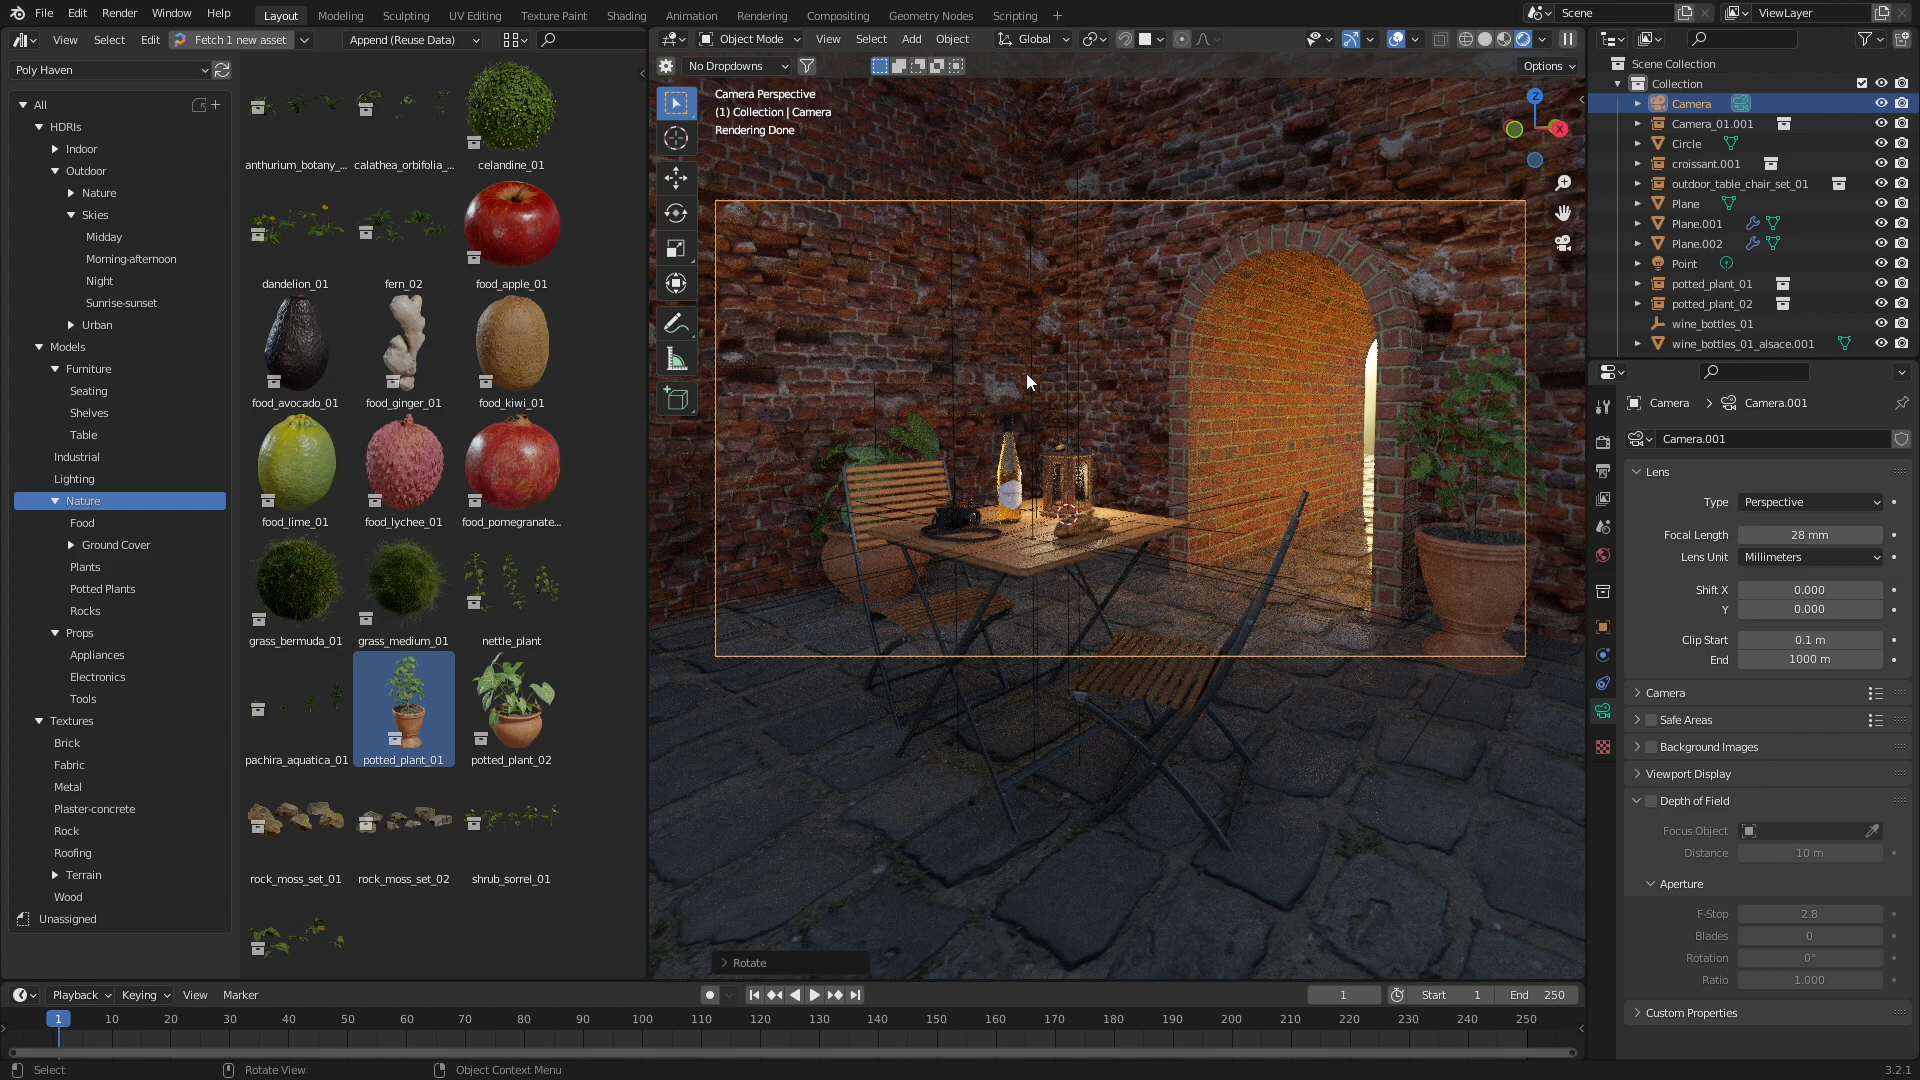 File Edit Render Window Help
Layout Modeling Sculpting UV Editing Texture Paint Shading Animation Rendering Compositing Geometry Nodes Scripting +
Scene
ViewLayer
View Select Edit Fetch 1 new asset Append (Reuse Data)
Object Mode View Select Add Object Global
Poly Haven
No Dropdowns
Options
All
HDRIs
Indoor
Outdoor
Nature
Skies
Midday
Morning-afternoon
Night
Sunrise-sunset
Urban
Models
Furniture
Seating
Shelves
Table
Industrial
Lighting
Nature
Food
Ground Cover
Plants
Potted Plants
Rocks
Props
Appliances
Electronics
Tools
Textures
Brick
Fabric
Metal
Plaster-concrete
Rock
Roofing
Terrain
Wood
Unassigned
anthurium_botany_... calathea_orbifolia_... celandine_01
dandelion_01 fern_02 food_apple_01
food_avocado_01 food_ginger_01 food_kiwi_01
food_lime_01 food_lychee_01 food_pomegranate...
grass_bermuda_01 grass_medium_01 nettle_plant
pachira_aquatica_01 potted_plant_01 potted_plant_02
rock_moss_set_01 rock_moss_set_02 shrub_sorrel_01
Camera Perspective
(1) Collection | Camera
Rendering Done
Z
X
Rotate
Scene Collection
Collection
Camera
Camera_01.001
Circle
croissant.001
outdoor_table_chair_set_01
Plane
Plane.001
Plane.002
Point
potted_plant_01
potted_plant_02
wine_bottles_01
wine_bottles_01_alsace.001
Camera > Camera.001
Camera.001
Lens
Type Perspective
Focal Length 28 mm
Lens Unit Millimeters
Shift X 0.000
Y 0.000
Clip Start 0.1 m
End 1000 m
Camera
Safe Areas
Background Images
Viewport Display
Depth of Field
Focus Object
Distance 10 m
Aperture
F-Stop 2.8
Blades 0
Rotation 0°
Ratio 1.000
Custom Properties
Playback Keying View Marker
1 Start 1 End 250
1 10 20 30 40 50 60 70 80 90 100 110 120 130 140 150 160 170 180 190 200 210 220 230 240 250
Select Rotate View Object Context Menu
3.2.1